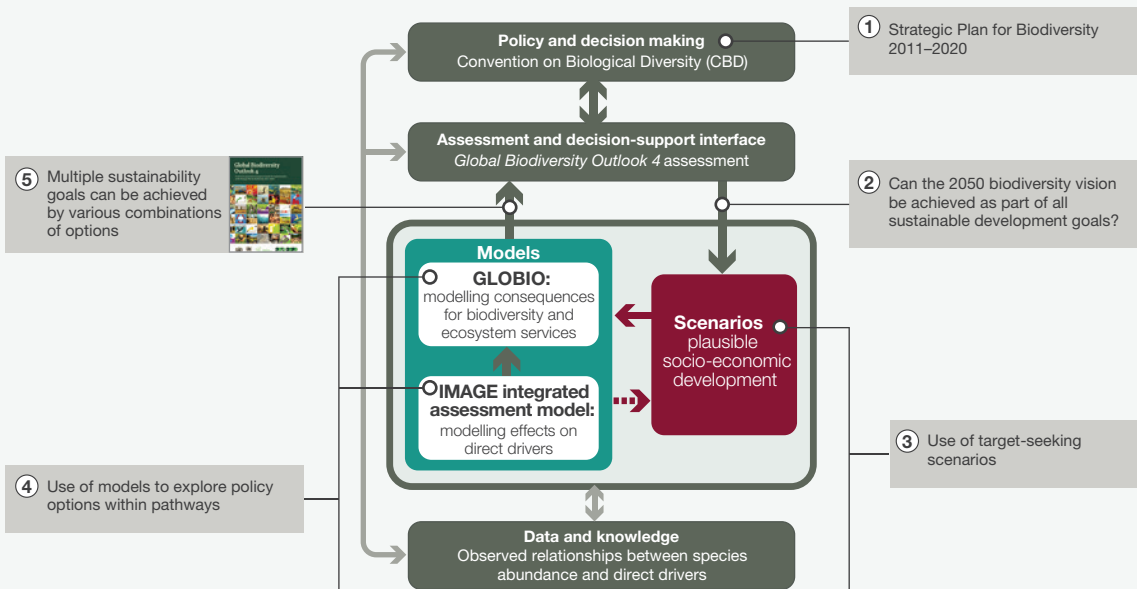 Policy and decision making
Convention on Biological Diversity (CBD)
1
Strategic Plan for Biodiversity
2011–2020
Assessment and decision-support interface
Global Biodiversity Outlook 4 assessment
5
Multiple sustainability
goals can be achieved
by various combinations
of options
Global Biodiversity
Outlook 4
2
Can the 2050 biodiversity vision
be achieved as part of all
sustainable development goals?
Models
GLOBIO:
modelling consequences
for biodiversity and
ecosystem services
IMAGE integrated
assessment model:
modelling effects on
direct drivers
Scenarios
plausible
socio-economic
development
3
Use of target-seeking
scenarios
4
Use of models to explore policy
options within pathways
Data and knowledge
Observed relationships between species
abundance and direct drivers